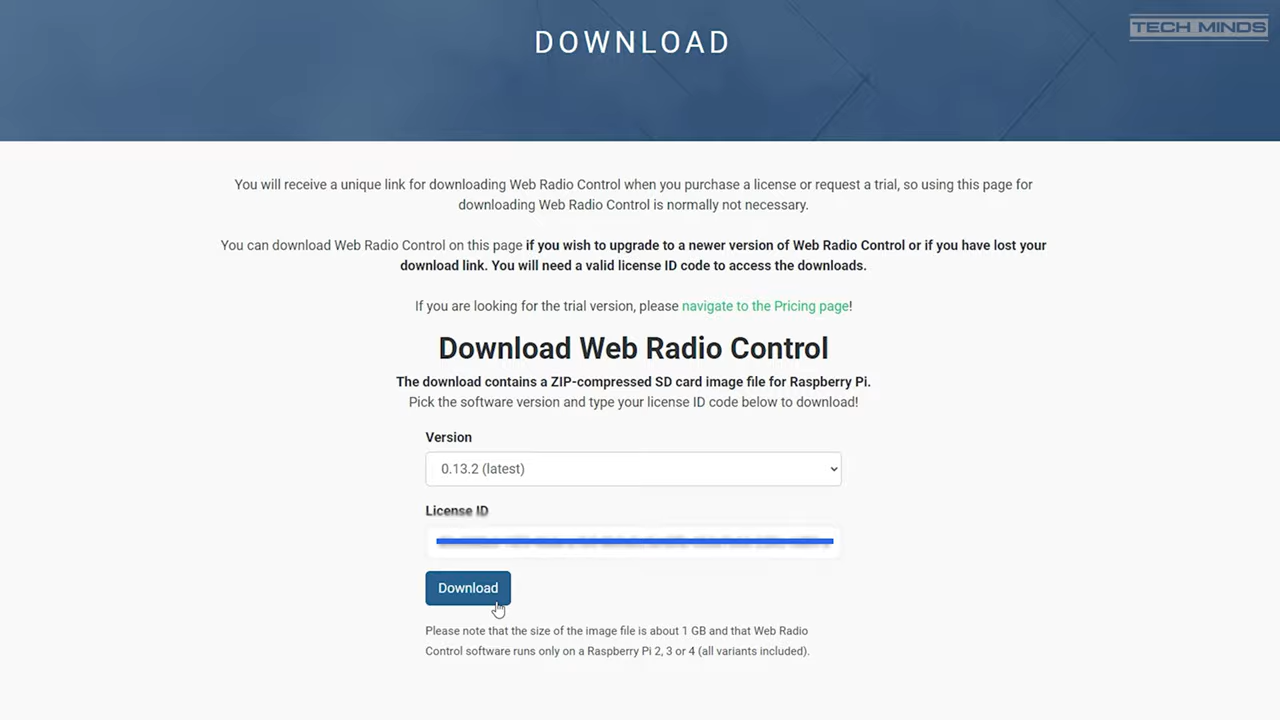 TECH MINDS
DOWNLOAD
You will receive a unique link for downloading Web Radio Control when you purchase a license or request a trial, so using this page for
downloading Web Radio Control is normally not necessary.
You can download Web Radio Control on this page if you wish to upgrade to a newer version of Web Radio Control or if you have lost your
download link. You will need a valid license ID code to access the downloads.
If you are looking for the trial version, please navigate to the Pricing page!
Download Web Radio Control
The download contains a ZIP-compressed SD card image file for Raspberry Pi.
Pick the software version and type your license ID code below to download!
Version
0.13.2 (latest)
License ID
Download
Please note that the size of the image file is about 1 GB and that Web Radio
Control software runs only on a Raspberry Pi 2, 3 or 4 (all variants included).